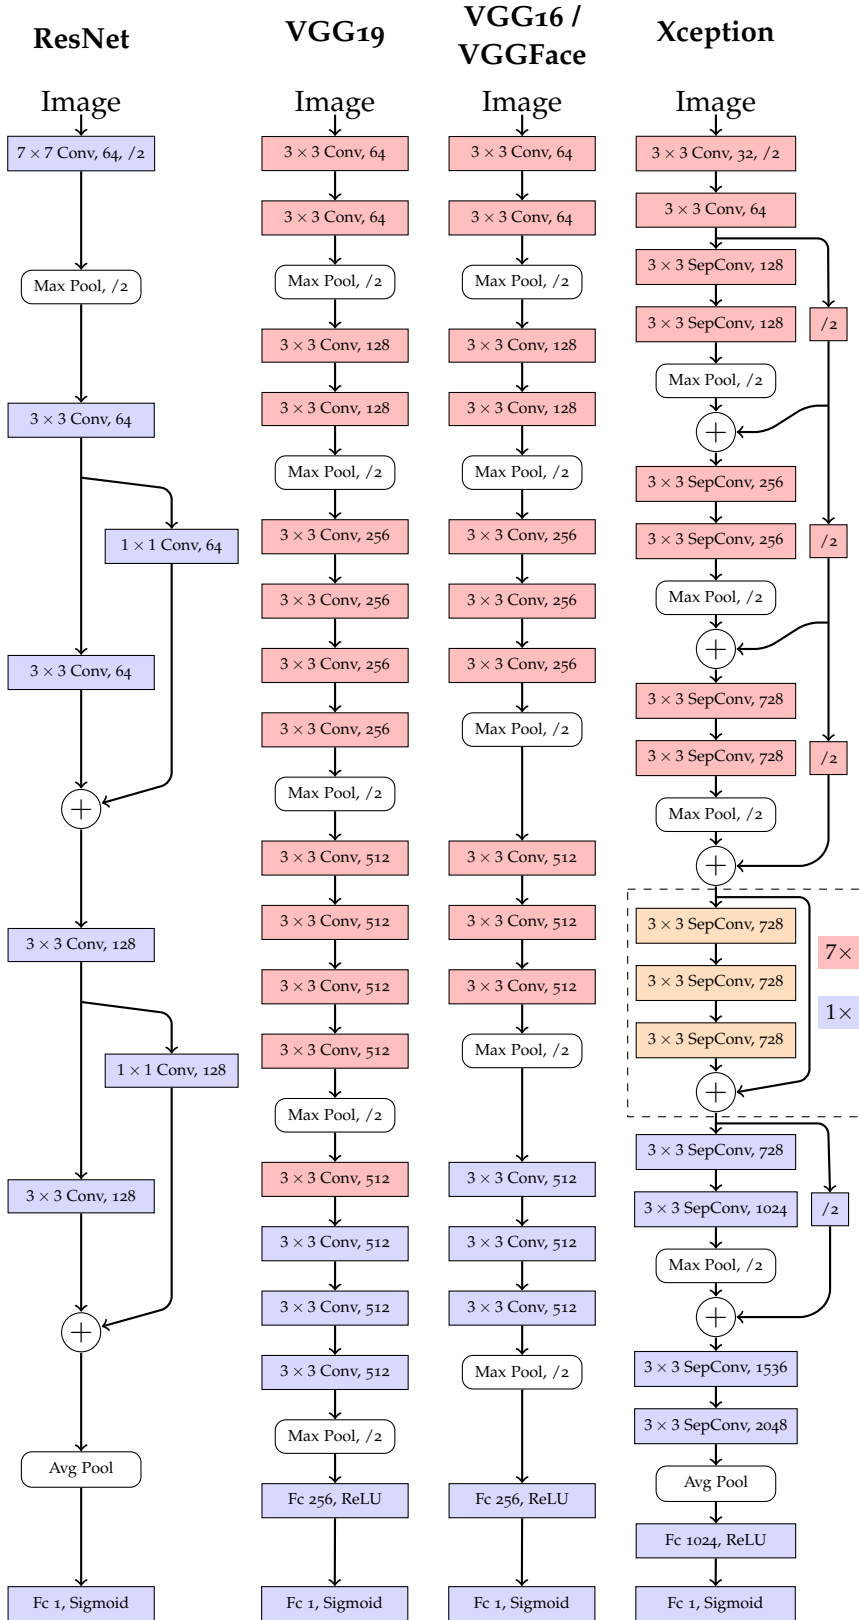 ResNet
Image
7 × 7 Conv, 64, /2
Max Pool, /2
3 × 3 Conv, 64
1 × 1 Conv, 64
3 × 3 Conv, 64
+
3 × 3 Conv, 128
1 × 1 Conv, 128
3 × 3 Conv, 128
+
Avg Pool
Fc 1, Sigmoid
VGG19
Image
3 × 3 Conv, 64
3 × 3 Conv, 64
Max Pool, /2
3 × 3 Conv, 128
3 × 3 Conv, 128
Max Pool, /2
3 × 3 Conv, 256
3 × 3 Conv, 256
3 × 3 Conv, 256
3 × 3 Conv, 256
Max Pool, /2
3 × 3 Conv, 512
3 × 3 Conv, 512
3 × 3 Conv, 512
3 × 3 Conv, 512
Max Pool, /2
3 × 3 Conv, 512
3 × 3 Conv, 512
3 × 3 Conv, 512
3 × 3 Conv, 512
Max Pool, /2
Fc 256, ReLU
Fc 1, Sigmoid
VGG16 /
VGGFace
Image
3 × 3 Conv, 64
3 × 3 Conv, 64
Max Pool, /2
3 × 3 Conv, 128
3 × 3 Conv, 128
Max Pool, /2
3 × 3 Conv, 256
3 × 3 Conv, 256
3 × 3 Conv, 256
Max Pool, /2
3 × 3 Conv, 512
3 × 3 Conv, 512
3 × 3 Conv, 512
Max Pool, /2
3 × 3 Conv, 512
3 × 3 Conv, 512
3 × 3 Conv, 512
Max Pool, /2
Fc 256, ReLU
Fc 1, Sigmoid
Xception
Image
3 × 3 Conv, 32, /2
3 × 3 Conv, 64
3 × 3 SepConv, 128
3 × 3 SepConv, 128
/2
Max Pool, /2
+
3 × 3 SepConv, 256
3 × 3 SepConv, 256
/2
Max Pool, /2
+
3 × 3 SepConv, 728
3 × 3 SepConv, 728
/2
Max Pool, /2
+
3 × 3 SepConv, 728
7×
3 × 3 SepConv, 728
1×
3 × 3 SepConv, 728
+
3 × 3 SepConv, 728
3 × 3 SepConv, 1024
/2
Max Pool, /2
+
3 × 3 SepConv, 1536
3 × 3 SepConv, 2048
Avg Pool
Fc 1024, ReLU
Fc 1, Sigmoid